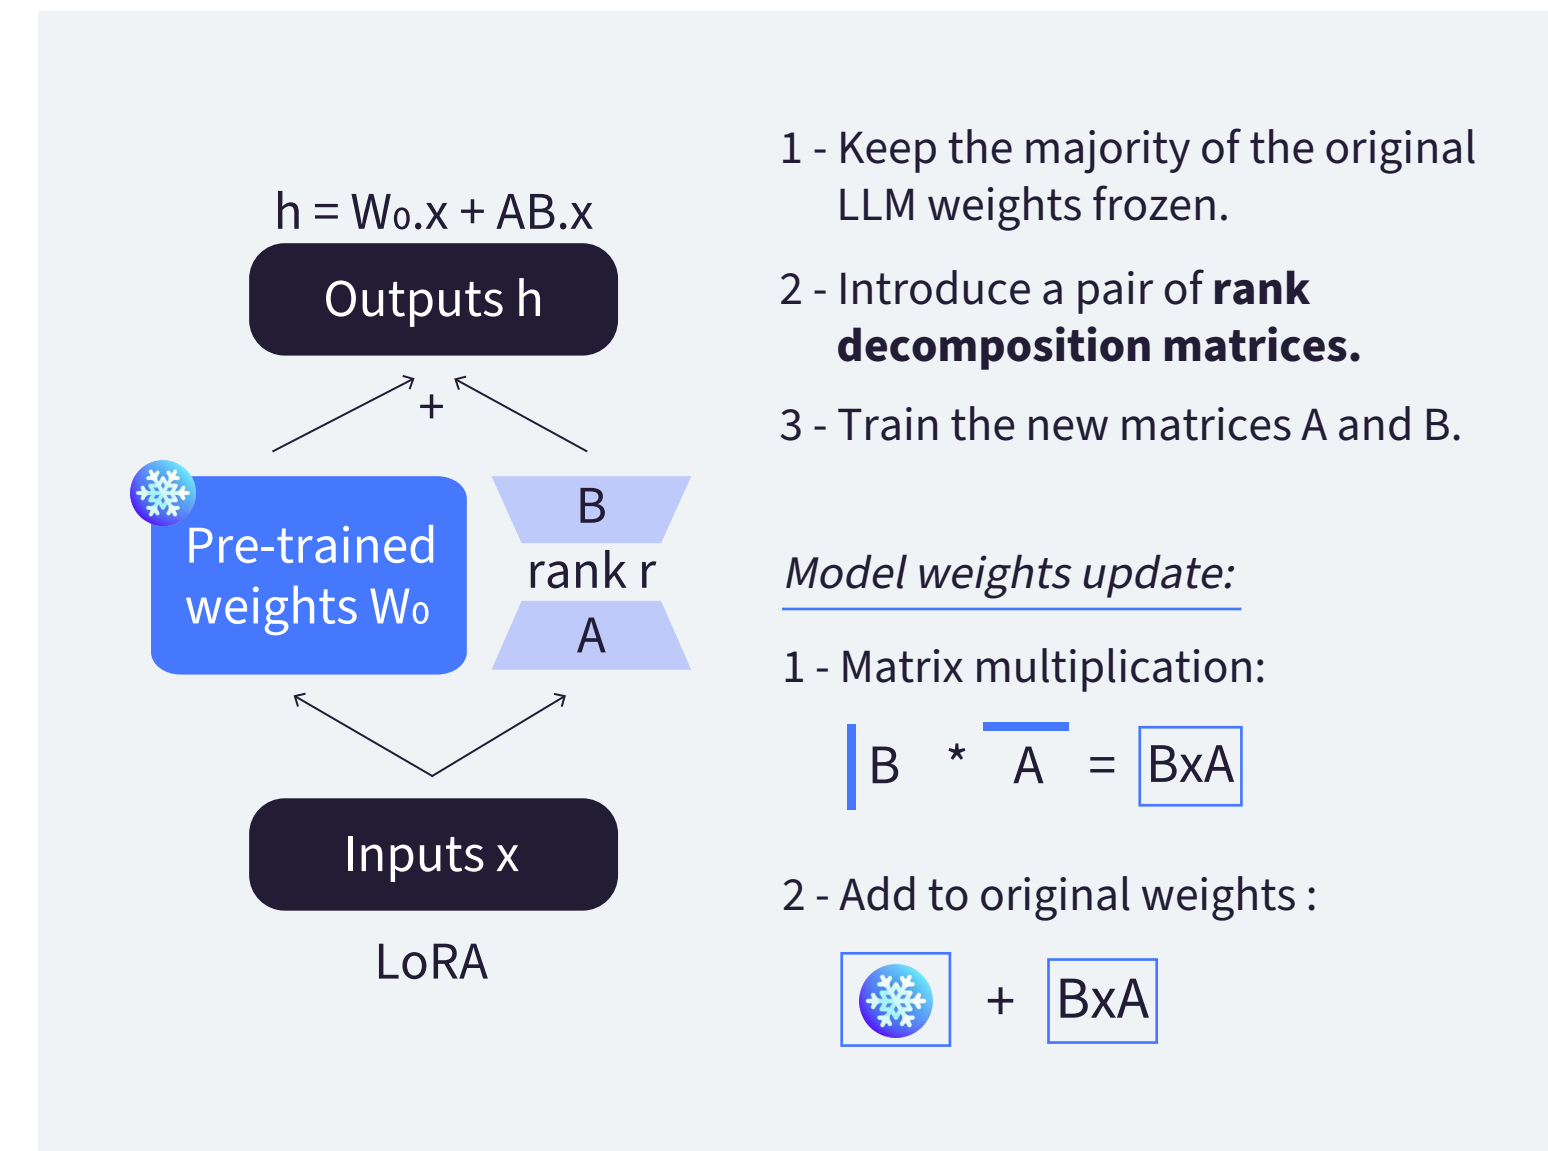 h = W₀.x + AB.x
Outputs h
+
Pre-trained
weights W₀
B
rank r
A
Inputs x
LoRA
1 - Keep the majority of the original
LLM weights frozen.
2 - Introduce a pair of rank
decomposition matrices.
3 - Train the new matrices A and B.
Model weights update:
1 - Matrix multiplication:
B * A = BxA
2 - Add to original weights :
+ BxA